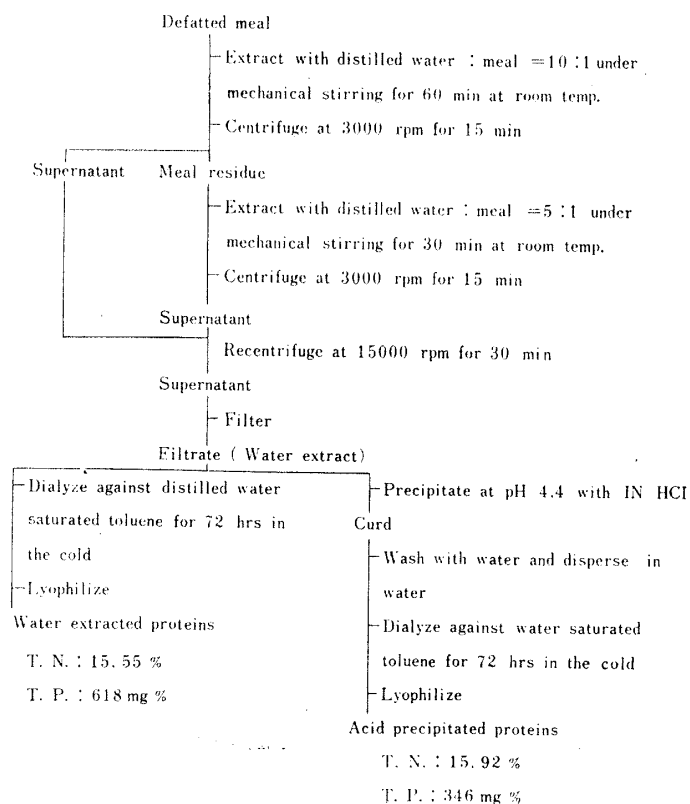 Defatted meal
Extract with distilled water : meal =10 : 1 under
mechanical stirring for 60 min at room temp.
Centrifuge at 3000 rpm for 15 min
Supernatant Meal residue
Extract with distilled water : meal =5 : 1 under
mechanical stirring for 30 min at room temp.
Centrifuge at 3000 rpm for 15 min
Supernatant
Recentrifuge at 15000 rpm for 30 min
Supernatant
Filter
Filtrate ( Water extract)
Dialyze against distilled water
saturated toluene for 72 hrs in
the cold
Lyophilize
Water extracted proteins
T. N. : 15. 55 %
T. P. : 618 mg %
Precipitate at pH 4.4 with IN HCI
Curd
Wash with water and disperse in
water
Dialyze against water saturated
toluene for 72 hrs in the cold
Lyophilize
Acid precipitated proteins
T. N. : 15. 92 %
T. P. : 346 mg %